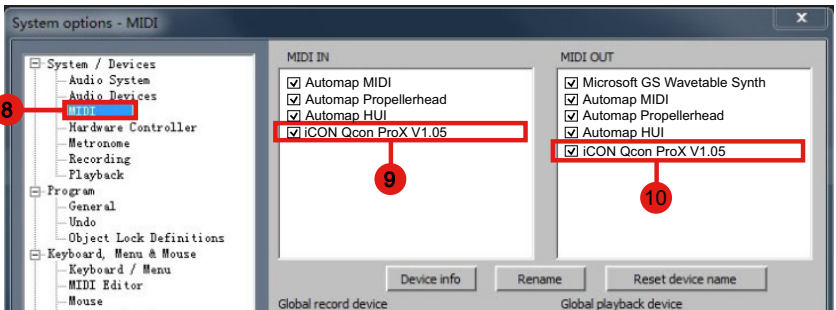 System options - MIDI
x
System / Devices
Audio System
Audio Devices
MIDI
Hardware Controller
Metronome
Recording
Playback
Program
General
Undo
Object Lock Definitions
Keyboard, Menu & Mouse
Keyboard / Menu
MIDI Editor
Mouse
8
MIDI IN
Automap MIDI
Automap Propellerhead
Automap HUI
iCON Qcon ProX V1.05
9
MIDI OUT
Microsoft GS Wavetable Synth
Automap MIDI
Automap Propellerhead
Automap HUI
iCON Qcon ProX V1.05
10
Device info
Rename
Reset device name
Global record device
Global playback device